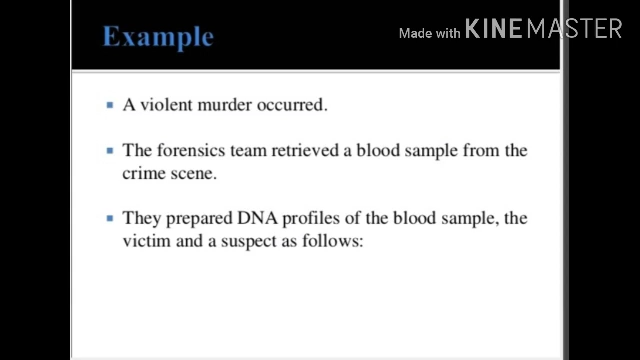 Example
Made with KINEMASTER
▪ A violent murder occurred.
▪ The forensics team retrieved a blood sample from the
crime scene.
▪ They prepared DNA profiles of the blood sample, the
victim and a suspect as follows: